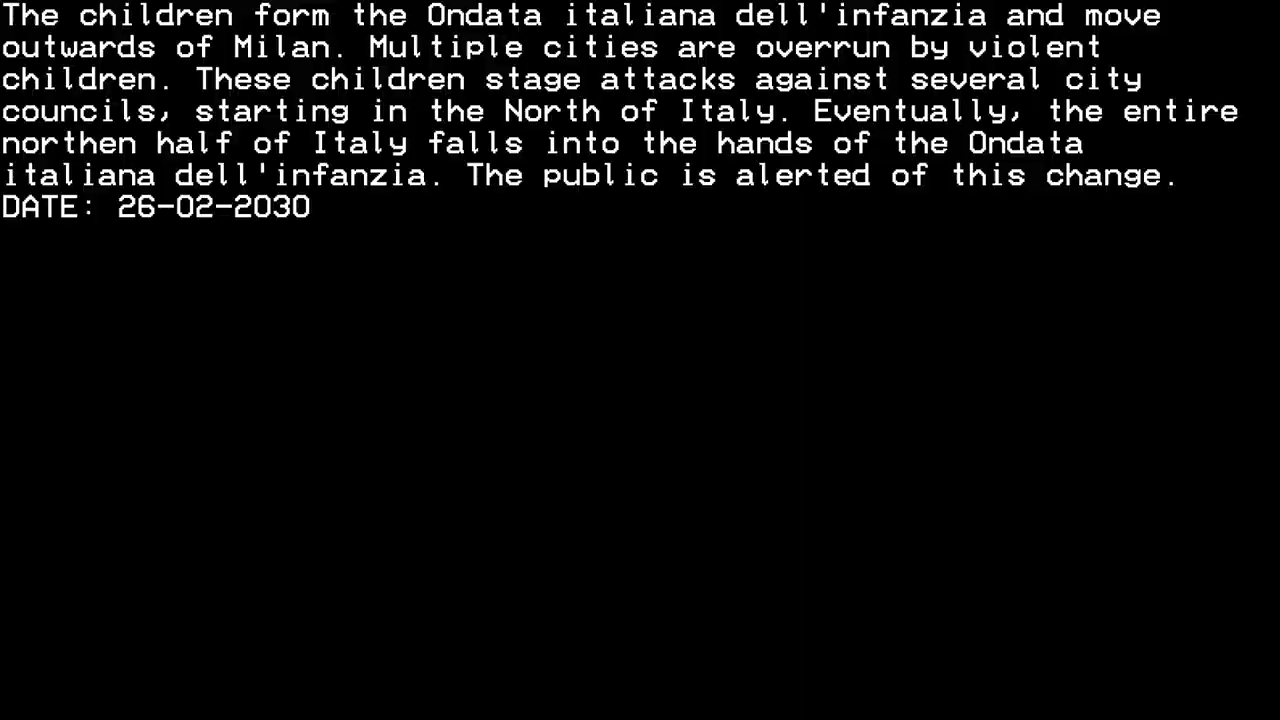 The children form the Ondata italiana dell'infanzia and move
outwards of Milan. Multiple cities are overrun by violent
children. These children stage attacks against several city
councils, starting in the North of Italy. Eventually, the entire
northen half of Italy falls into the hands of the Ondata
italiana dell'infanzia. The public is alerted of this change.
DATE: 26-02-2030